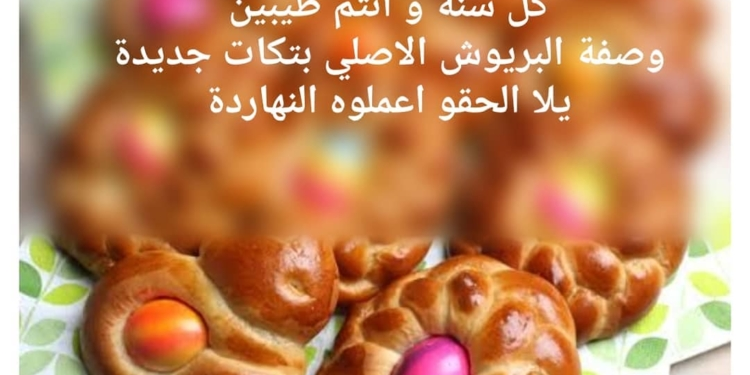 كل سنة و انتم طيبين
وصفة البريوش الاصلي بتكات جديدة
يلا الحقو اعملوه النهاردة